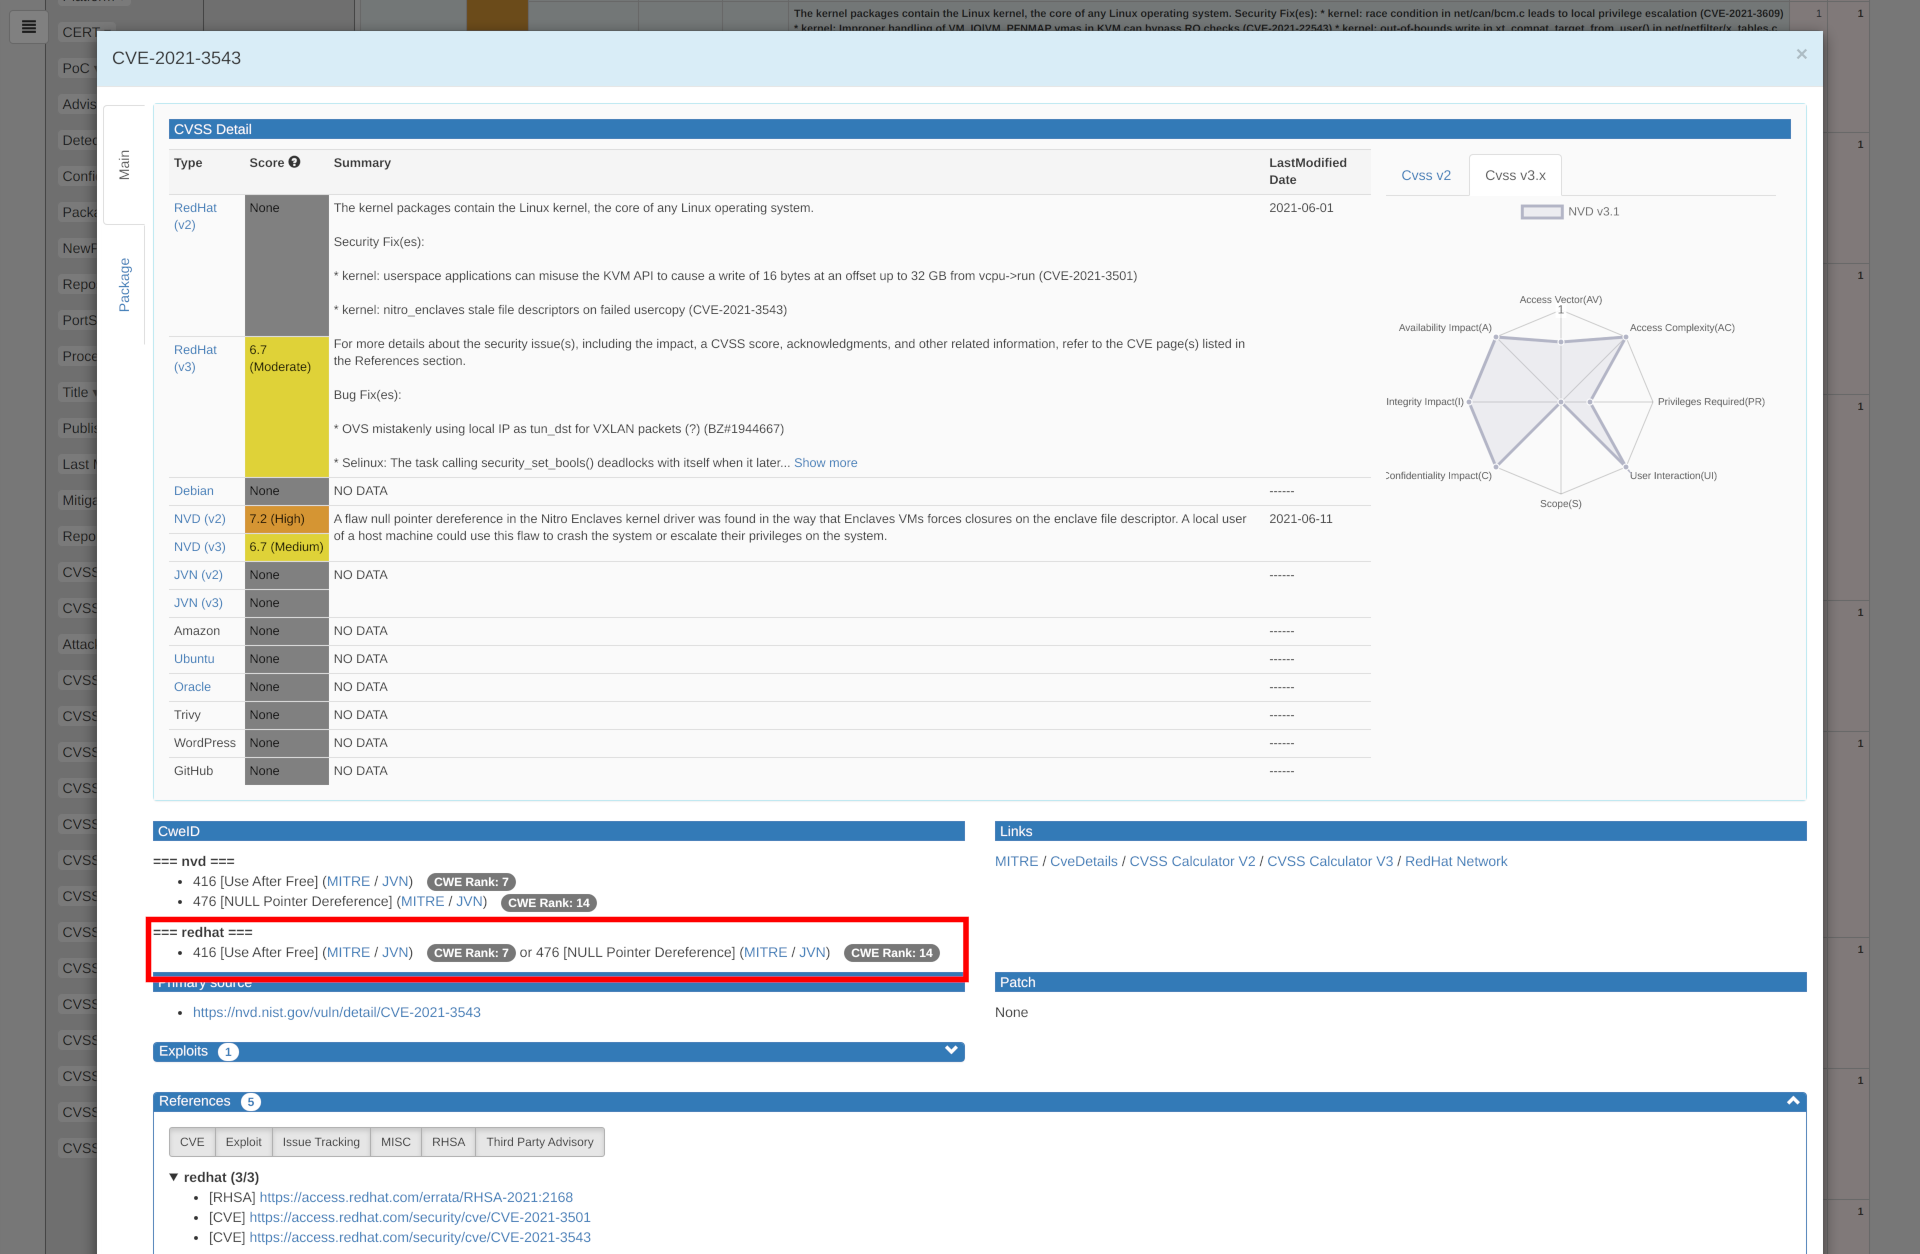 The kernel packages contain the Linux kernel, the core of any Linux operating system. Security Fix(es): * kernel: race condition in net/can/bcm.c leads to local privilege escalation (CVE-2021-3609)
1
1
CERT
CVE-2021-3543
×
PoC
Advis
Detec
Confi
Packa
NewP
Repo
PortS
Proce
Title
Publis
Last M
Mitiga
Repo
CVSS
CVSS
Attack
CVSS
CVSS
CVSS
CVSS
CVSS
CVSS
CVSS
CVSS
CVSS
CVSS
CVSS
CVSS
CVSS
CVSS
Main
Package
CVSS Detail
Type Score Summary LastModified Date
RedHat (v2) None The kernel packages contain the Linux kernel, the core of any Linux operating system. 2021-06-01
Security Fix(es):
* kernel: userspace applications can misuse the KVM API to cause a write of 16 bytes at an offset up to 32 GB from vcpu->run (CVE-2021-3501)
* kernel: nitro_enclaves stale file descriptors on failed usercopy (CVE-2021-3543)
RedHat (v3) 6.7 (Moderate) For more details about the security issue(s), including the impact, a CVSS score, acknowledgments, and other related information, refer to the CVE page(s) listed in
the References section.
Bug Fix(es):
* OVS mistakenly using local IP as tun_dst for VXLAN packets (?) (BZ#1944667)
* Selinux: The task calling security_set_bools() deadlocks with itself when it later... Show more
Debian None NO DATA ------
NVD (v2) 7.2 (High) A flaw null pointer dereference in the Nitro Enclaves kernel driver was found in the way that Enclaves VMs forces closures on the enclave file descriptor. A local user 2021-06-11
of a host machine could use this flaw to crash the system or escalate their privileges on the system.
NVD (v3) 6.7 (Medium)
JVN (v2) None NO DATA ------
JVN (v3) None
Amazon None NO DATA ------
Ubuntu None NO DATA ------
Oracle None NO DATA ------
Trivy None NO DATA ------
WordPress None NO DATA ------
GitHub None NO DATA ------
Cvss v2 Cvss v3.x
NVD v3.1
Access Vector(AV)
1
Availability Impact(A) Access Complexity(AC)
Integrity Impact(I) Privileges Required(PR)
Confidentiality Impact(C) User Interaction(UI)
Scope(S)
CweID
=== nvd ===
• 416 [Use After Free] (MITRE / JVN) CWE Rank: 7
• 476 [NULL Pointer Dereference] (MITRE / JVN) CWE Rank: 14
=== redhat ===
• 416 [Use After Free] (MITRE / JVN) CWE Rank: 7 or 476 [NULL Pointer Dereference] (MITRE / JVN) CWE Rank: 14
Links
MITRE / CveDetails / CVSS Calculator V2 / CVSS Calculator V3 / RedHat Network
Primary source
• https://nvd.nist.gov/vuln/detail/CVE-2021-3543
Patch
None
Exploits 1
References 5
CVE Exploit Issue Tracking MISC RHSA Third Party Advisory
▼ redhat (3/3)
• [RHSA] https://access.redhat.com/errata/RHSA-2021:2168
• [CVE] https://access.redhat.com/security/cve/CVE-2021-3501
• [CVE] https://access.redhat.com/security/cve/CVE-2021-3543
1
1
1
1
1
1
1
1
1